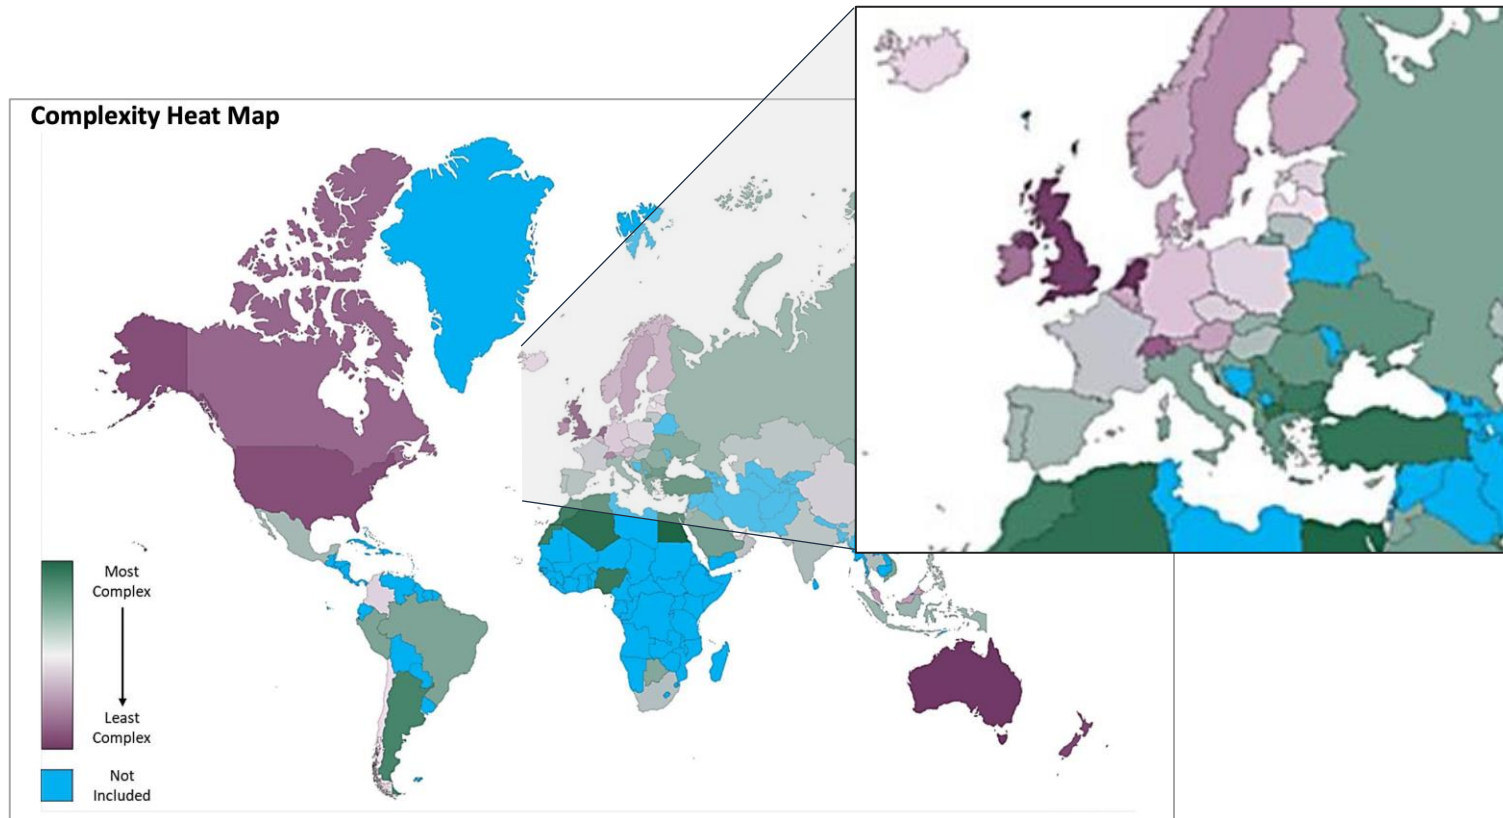 Complexity Heat Map
Most
Complex
Least
Complex
Not
Included